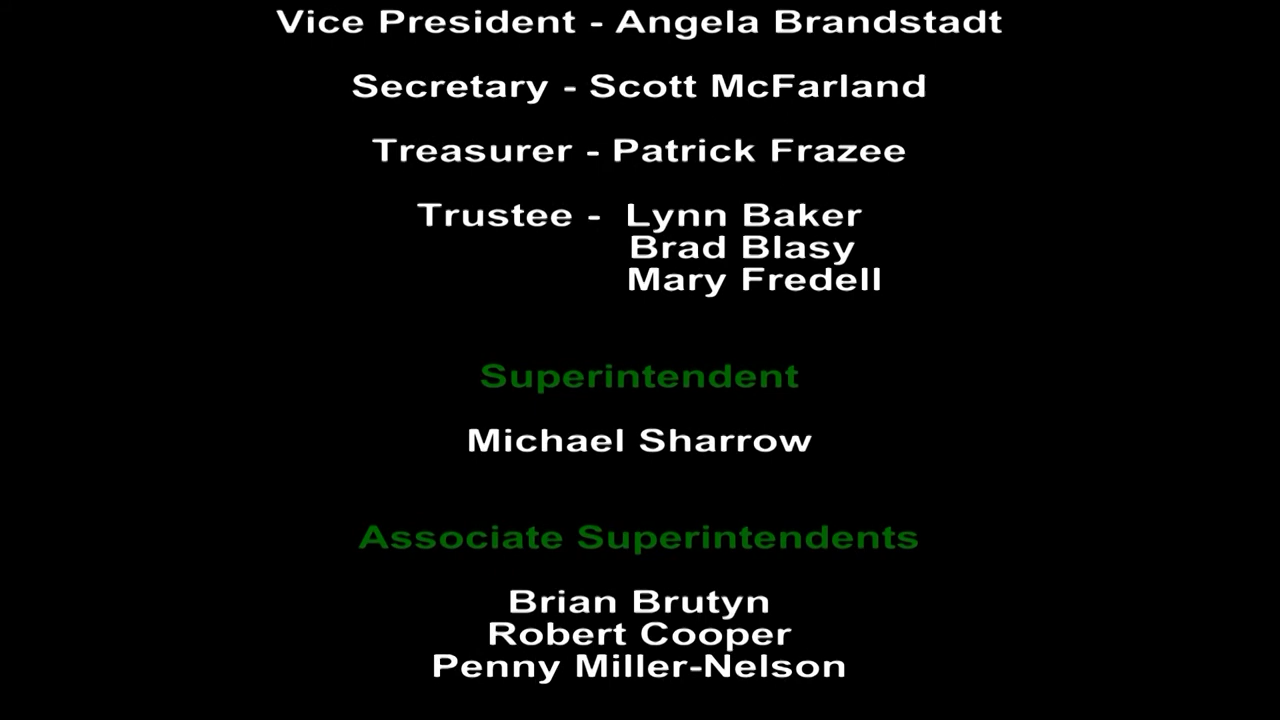 Vice President - Angela Brandstadt
Secretary - Scott McFarland
Treasurer - Patrick Frazee
Trustee - Lynn Baker
Brad Blasy
Mary Fredell
Superintendent
Michael Sharrow
Associate Superintendents
Brian Brutyn
Robert Cooper
Penny Miller-Nelson